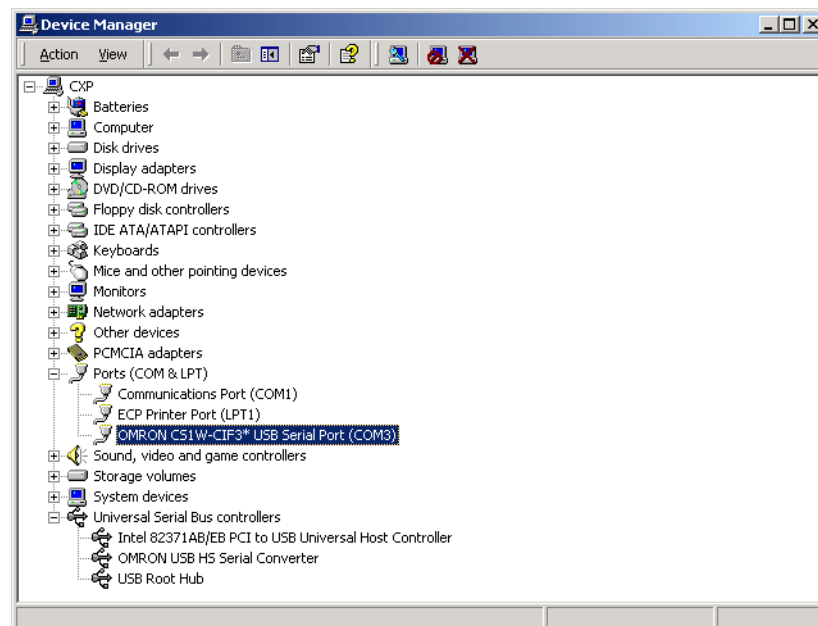 Device Manager
Action View
CXP
Batteries
Computer
Disk drives
Display adapters
DVD/CD-ROM drives
Floppy disk controllers
IDE ATA/ATAPI controllers
Keyboards
Mice and other pointing devices
Monitors
Network adapters
Other devices
PCMCIA adapters
Ports (COM & LPT)
Communications Port (COM1)
ECP Printer Port (LPT1)
OMRON CS1W-CIF3* USB Serial Port (COM3)
Sound, video and game controllers
Storage volumes
System devices
Universal Serial Bus controllers
Intel 82371AB/EB PCI to USB Universal Host Controller
OMRON USB HS Serial Converter
USB Root Hub